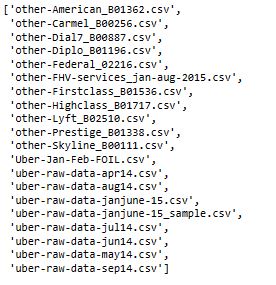 ['other-American_B01362.csv',
'other-Carmel_B00256.csv',
'other-Dial7_B00887.csv',
'other-Diplo_B01196.csv',
'other-Federal_02216.csv',
'other-FHV-services_jan-aug-2015.csv',
'other-Firstclass_B01536.csv',
'other-Highclass_B01717.csv',
'other-Lyft_B02510.csv',
'other-Prestige_B01338.csv',
'other-Skyline_B00111.csv',
'Uber-Jan-Feb-FOIL.csv',
'uber-raw-data-apr14.csv',
'uber-raw-data-aug14.csv',
'uber-raw-data-janjune-15.csv',
'uber-raw-data-janjune-15_sample.csv',
'uber-raw-data-jul14.csv',
'uber-raw-data-jun14.csv',
'uber-raw-data-may14.csv',
'uber-raw-data-sep14.csv']